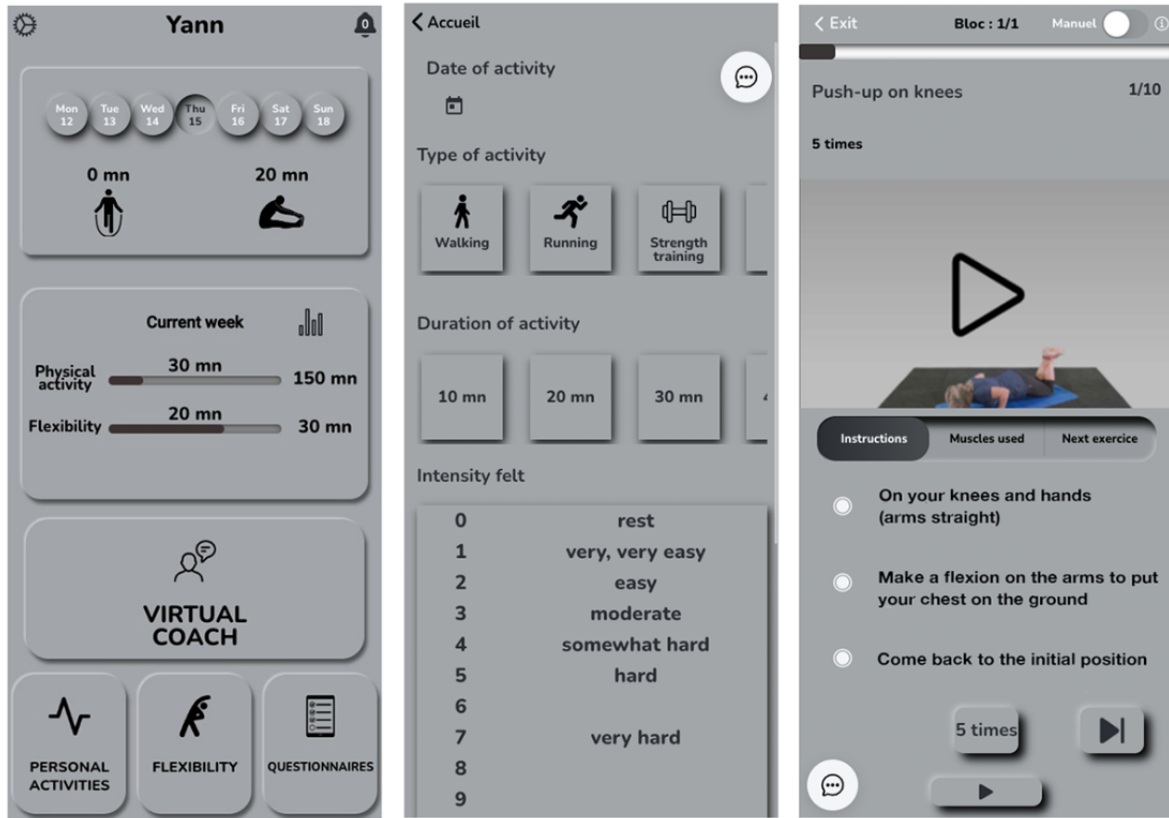 Yann
0
Mon Tue Wed Thu Fri Sat Sun
12 13 14 15 16 17 18
0 mn 20 mn
Current week
Physical
activity
30 mn
150 mn
Flexibility
20 mn
30 mn
VIRTUAL
COACH
PERSONAL
ACTIVITIES
FLEXIBILITY
QUESTIONNAIRES
Accueil
Date of activity
Type of activity
Walking
Running
Strength
training
Duration of activity
10 mn 20 mn 30 mn
Intensity felt
0 rest
1 very, very easy
2 easy
3 moderate
4 somewhat hard
5 hard
6
7 very hard
8
9
Exit
Bloc : 1/1
Manuel
Push-up on knees 1/10
5 times
Instructions
Muscles used
Next exercice
On your knees and hands
(arms straight)
Make a flexion on the arms to put
your chest on the ground
Come back to the initial position
5 times